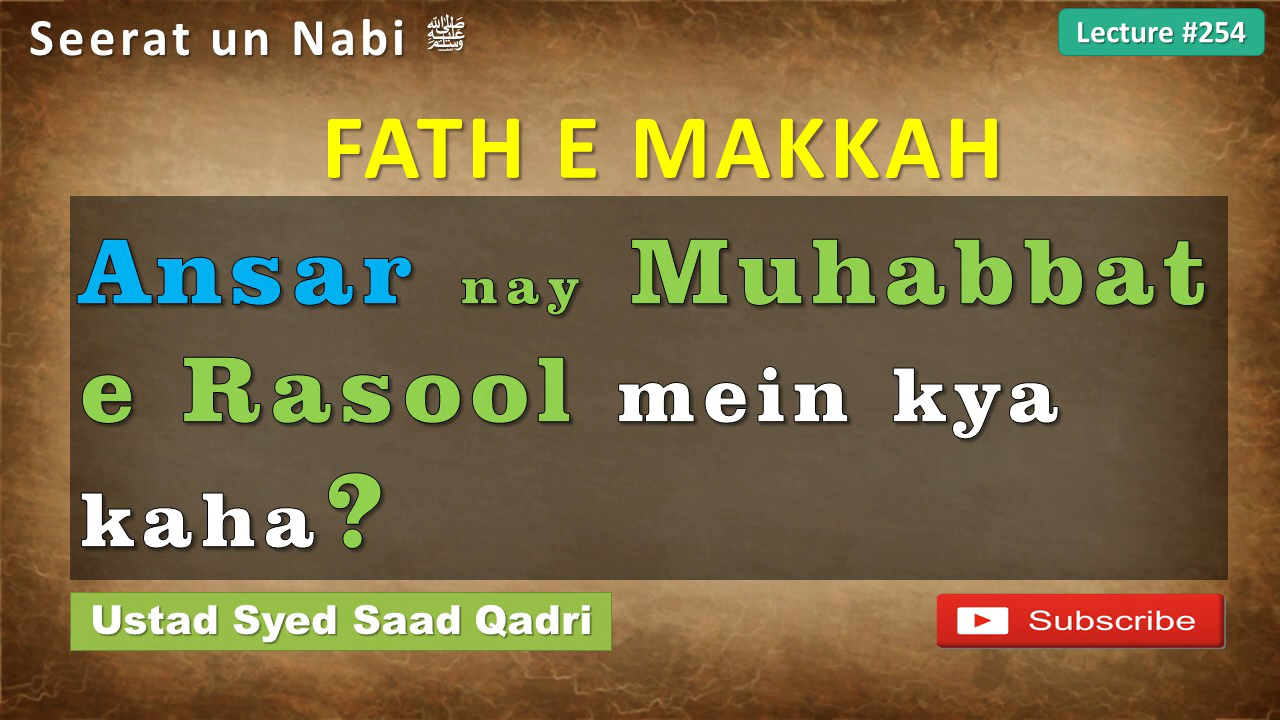 Seerat un Nabi ﷺ
Lecture #254
FATH E MAKKAH
Ansar nay Muhabbat
e Rasool mein kya
kaha?
Ustad Syed Saad Qadri
Subscribe